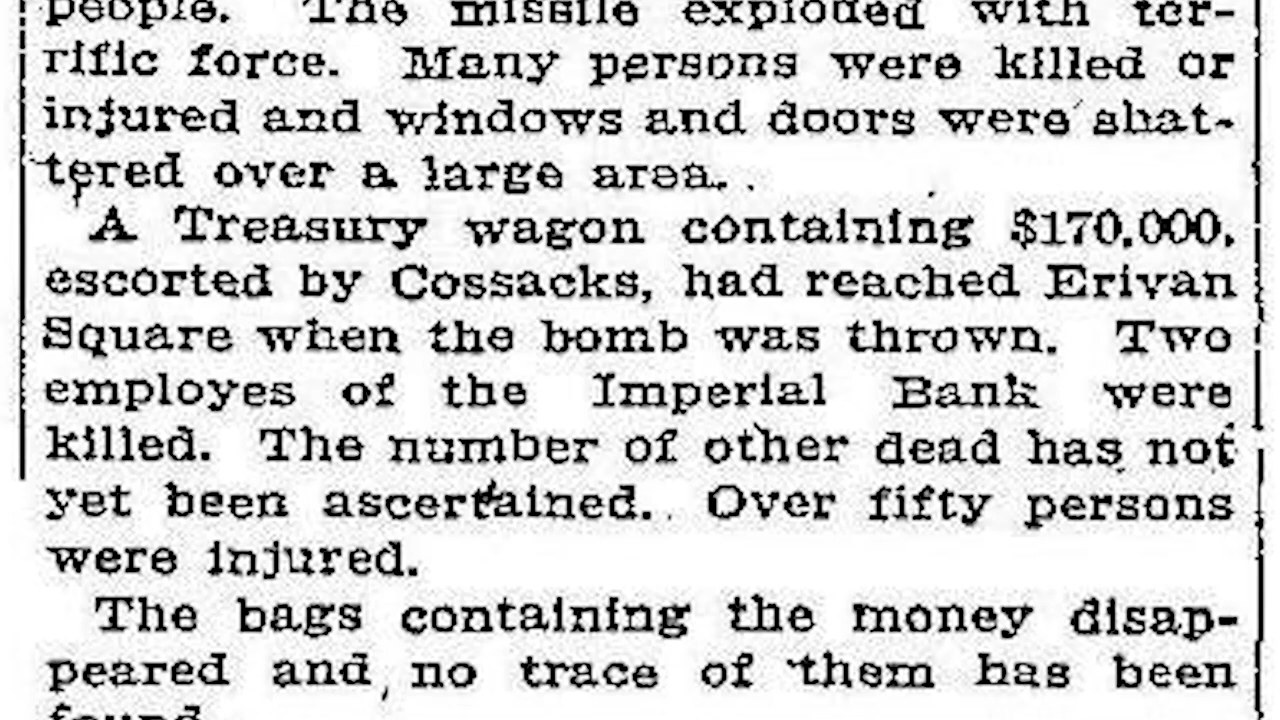 people. The missile exploded with ter-
rific force. Many persons were killed or
injured and windows and doors were shat-
tered over a large area.
A Treasury wagon containing $170,000,
escorted by Cossacks, had reached Erivan
Square when the bomb was thrown. Two
employes of the Imperial Bank were
killed. The number of other dead has not
yet been ascertained. Over fifty persons
were injured.
The bags containing the money disap-
peared and no trace of them has been
found.